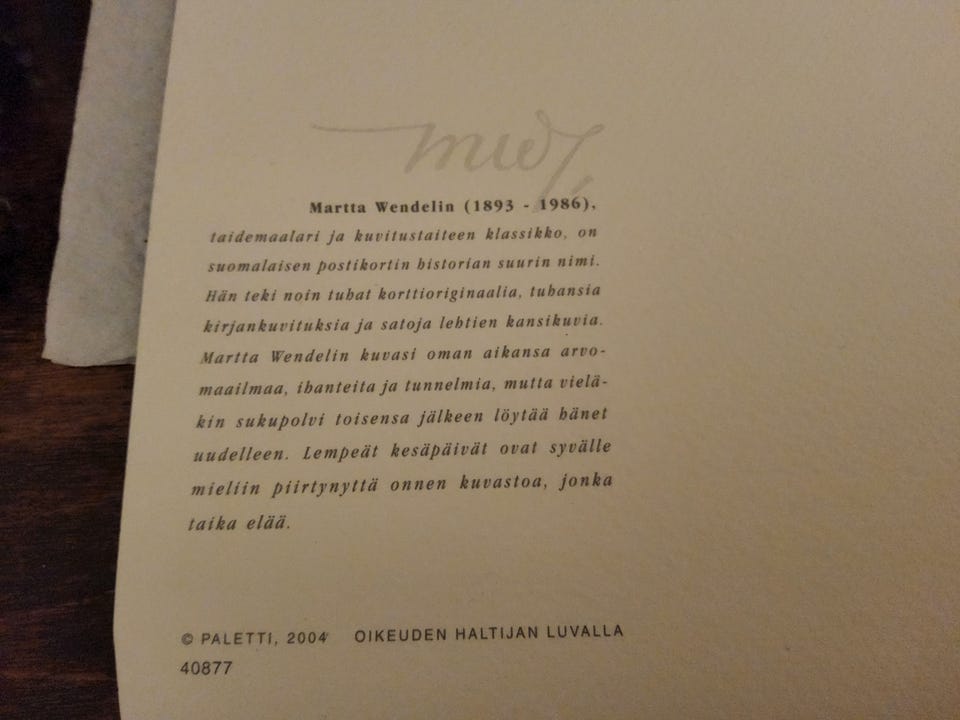 Martta Wendelin (1893 - 1986),
taidemaalari ja kuvitustaiteen klassikko, on
suomalaisen postikortin historian suurin nimi.
Hän teki noin tuhat korttioriginaalia, tuhansia
kirjankuvituksia ja satoja lehtien kansikuvia.
Martta Wendelin kuvasi oman aikansa arvo-
maailmaa, ihanteita ja tunnelmia, mutta vielä-
kin sukupolvi toisensa jälkeen löytää hänet
uudelleen. Lempeät kesäpäivät ovat syvälle
mieliin piirtynyttä onnen kuvastoa, jonka
taika elää.
© PALETTI, 2004 OIKEUDEN HALTIJAN LUVALLA
40877